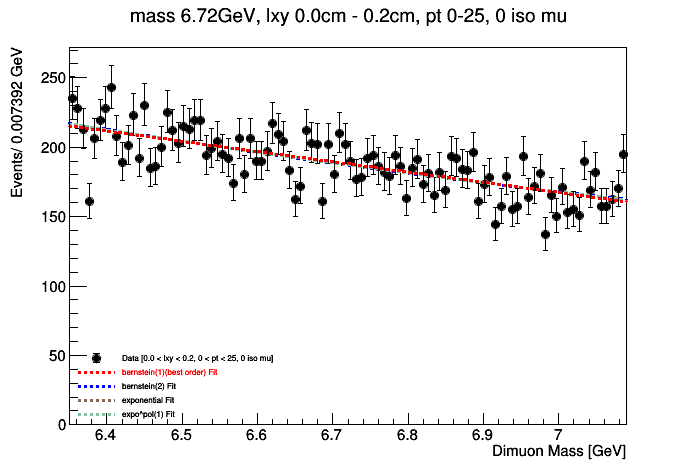 mass 6.72GeV, lxy 0.0cm - 0.2cm, pt 0-25, 0 iso mu
Events/ 0.007392 GeV
250
200
150
100
50
0
Data [0.0 < lxy < 0.2, 0 < pt < 25, 0 iso mu]
bernstein(1)(best order) Fit
bernstein(2) Fit
exponential Fit
expo*pol(1) Fit
6.4 6.5 6.6 6.7 6.8 6.9 7
Dimuon Mass [GeV]